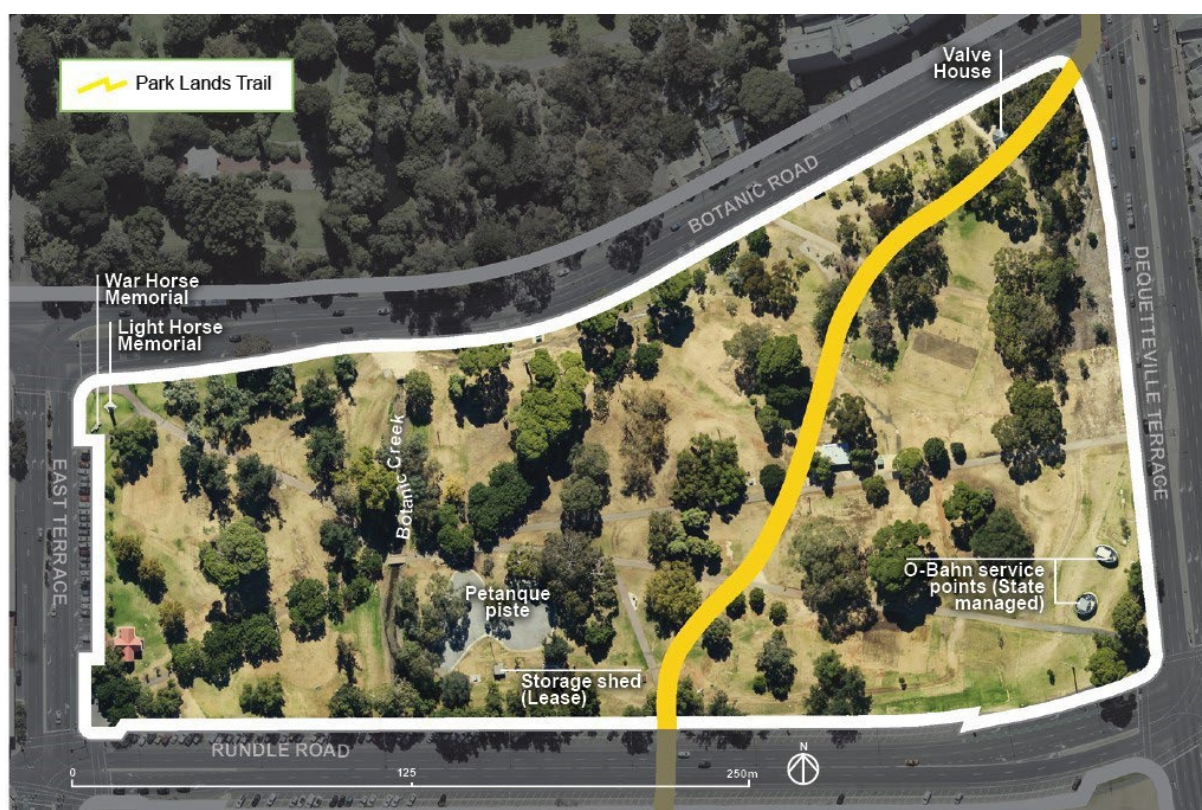 Park Lands Trail
Valve
House
BOTANIC ROAD
War Horse
Memorial
Light Horse
Memorial
DEQUETTEVILLE TERRACE
Botanic Creek
EAST TERRACE
Petanque
piste
O-Bahn service
points (State
managed)
Storage shed
(Lease)
RUNDLE ROAD
N
0
125
250m